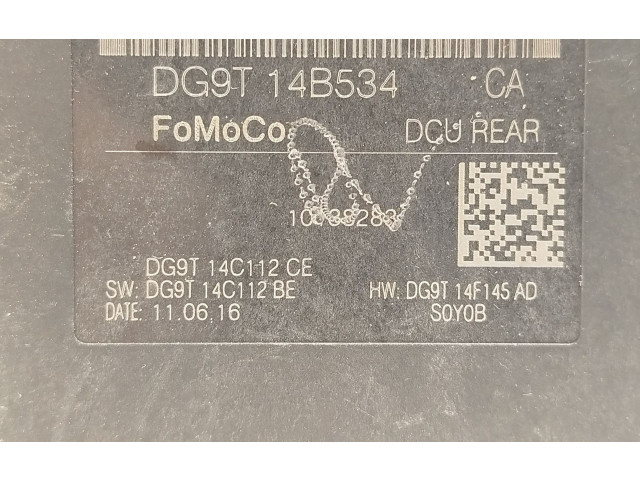 DG9T 14B534 CA
FoMoCo DCU REAR
DG9T 14C112 CE
SW: DG9T 14C112 BE HW: DG9T 14F145 AD
DATE: 11.06.16 S0Y0B